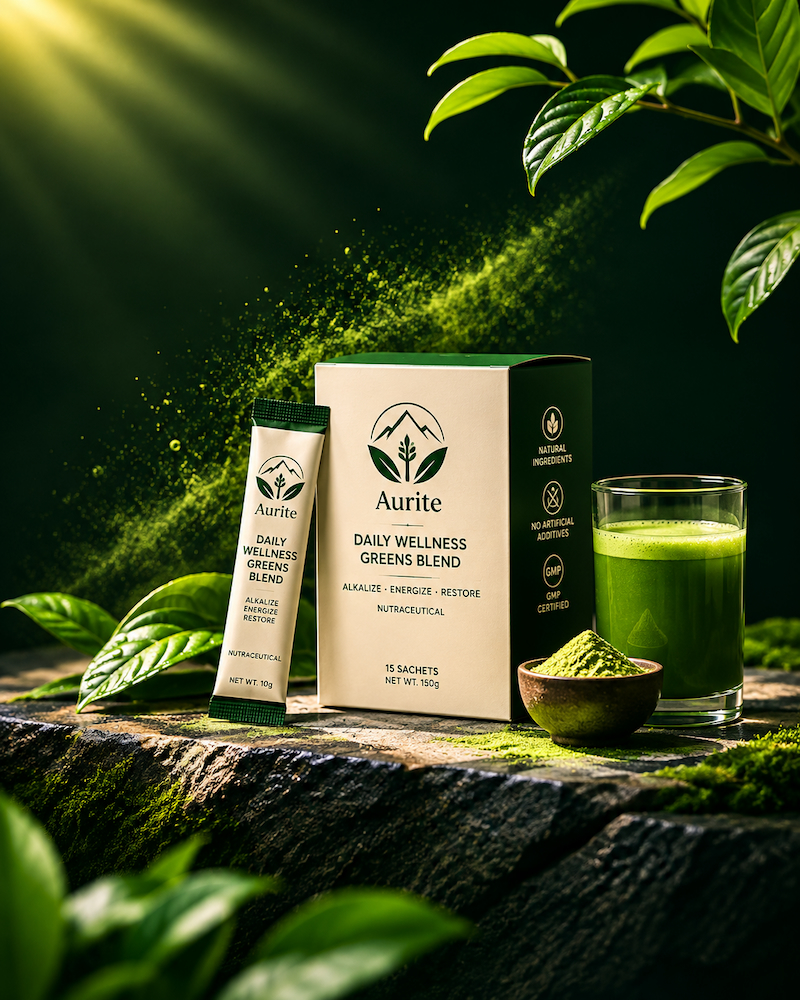 Aurite
DAILY
WELLNESS
GREENS
BLEND
ALKALIZE
ENERGIZE
RESTORE
NUTRACEUTICAL
NET WT. 10g
Aurite
DAILY WELLNESS
GREENS BLEND
ALKALIZE · ENERGIZE · RESTORE
NUTRACEUTICAL
15 SACHETS
NET WT. 150g
NATURAL
INGREDIENTS
NO ARTIFICIAL
ADDITIVES
GMP
GMP
CERTIFIED